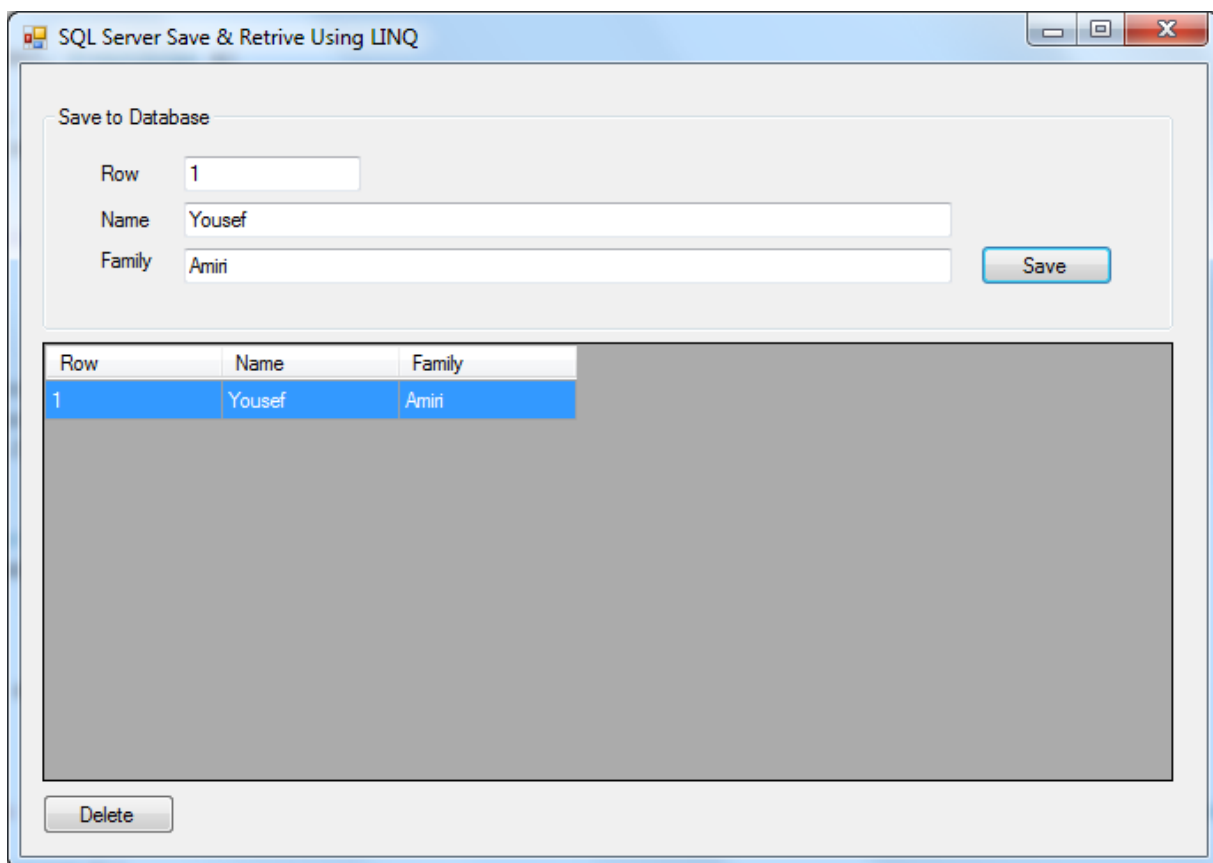 SQL Server Save & Retrive Using LINQ
Save to Database
Row 1
Name Yousef
Family Amiri
Save
Row Name Family
1 Yousef Amiri
Delete